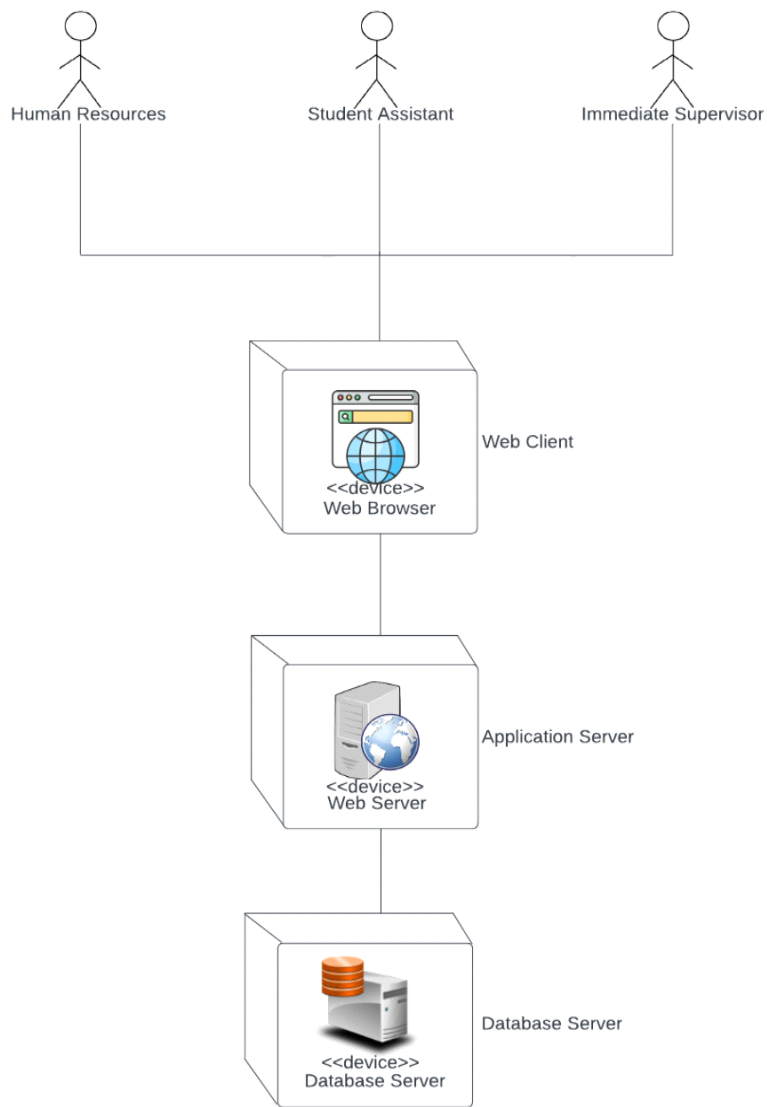 Human Resources
Student Assistant
Immediate Supervisor
<<device>>
Web Browser
Web Client
<<device>>
Web Server
Application Server
<<device>>
Database Server
Database Server